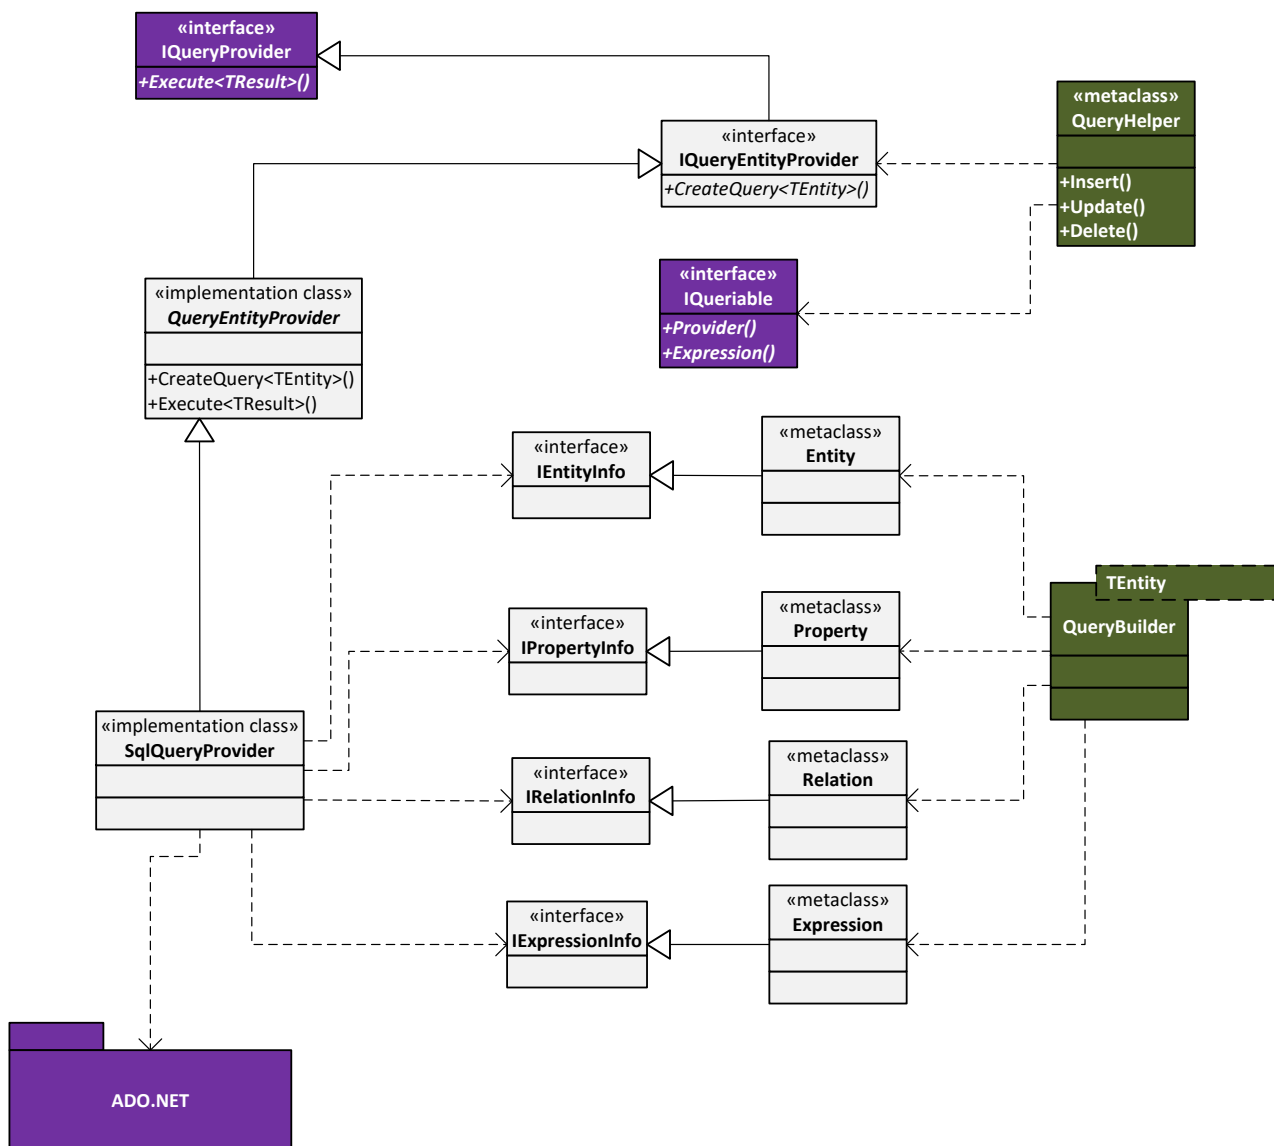 «interface»
IQueryProvider
+Execute<TResult>()
«interface»
IQueryEntityProvider
+CreateQuery<TEntity>()
«metaclass»
QueryHelper
+Insert()
+Update()
+Delete()
«interface»
IQueriable
+Provider()
+Expression()
«implementation class»
QueryEntityProvider
+CreateQuery<TEntity>()
+Execute<TResult>()
«interface»
IEntityInfo
«metaclass»
Entity
TEntity
QueryBuilder
«interface»
IPropertyInfo
«metaclass»
Property
«implementation class»
SqlQueryProvider
«interface»
IRelationInfo
«metaclass»
Relation
«interface»
IExpressionInfo
«metaclass»
Expression
ADO.NET